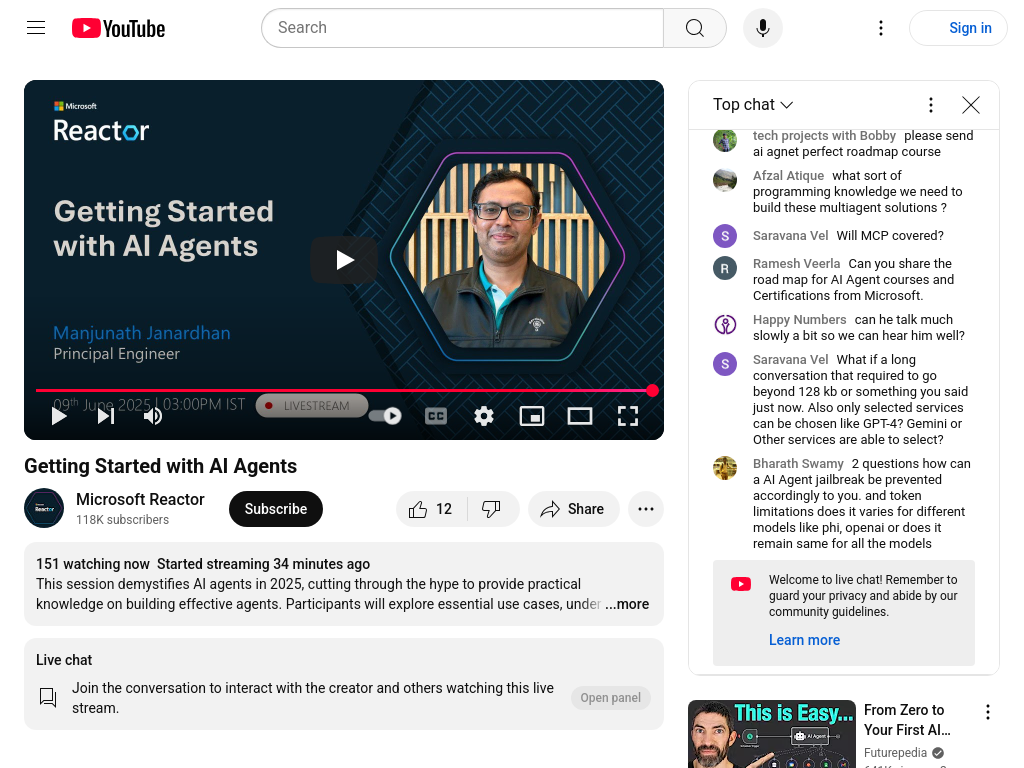 YouTube
Search
Sign in
Microsoft
Reactor
Getting Started
with AI Agents
Manjunath Janardhan
Principal Engineer
09th June 2025 | 03:00PM IST
LIVESTREAM
CC
Getting Started with AI Agents
Microsoft Reactor
118K subscribers
Subscribe
12
Share
151 watching now Started streaming 34 minutes ago
This session demystifies AI agents in 2025, cutting through the hype to provide practical
knowledge on building effective agents. Participants will explore essential use cases, under ...more
Live chat
Join the conversation to interact with the creator and others watching this live
stream.
Open panel
Top chat
tech projects with Bobby please send
ai agnet perfect roadmap course
Afzal Atique what sort of
programming knowledge we need to
build these multiagent solutions ?
S
Saravana Vel Will MCP covered?
R
Ramesh Veerla Can you share the
road map for AI Agent courses and
Certifications from Microsoft.
Happy Numbers can he talk much
slowly a bit so we can hear him well?
S
Saravana Vel What if a long
conversation that required to go
beyond 128 kb or something you said
just now. Also only selected services
can be chosen like GPT-4? Gemini or
Other services are able to select?
Bharath Swamy 2 questions how can
a AI Agent jailbreak be prevented
accordingly to you. and token
limitations does it varies for different
models like phi, openai or does it
remain same for all the models
Welcome to live chat! Remember to
guard your privacy and abide by our
community guidelines.
Learn more
This is Easy...
AI Agent
From Zero to
Your First AI...
Futurepedia